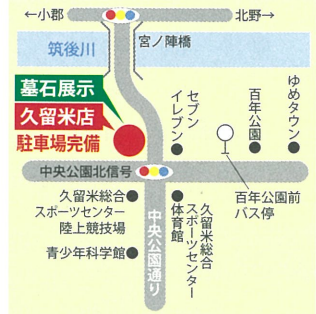 ←小郡
北野→
宮ノ陣橋
筑後川
墓石展示
久留米店
駐車場完備
セブン
イレブン
百年公園
ゆめタウン
中央公園北信号
久留米総合
スポーツセンター
陸上競技場
青少年科学館
中央公園通り
久留米総合
スポーツセンター
体育館
百年公園前
バス停